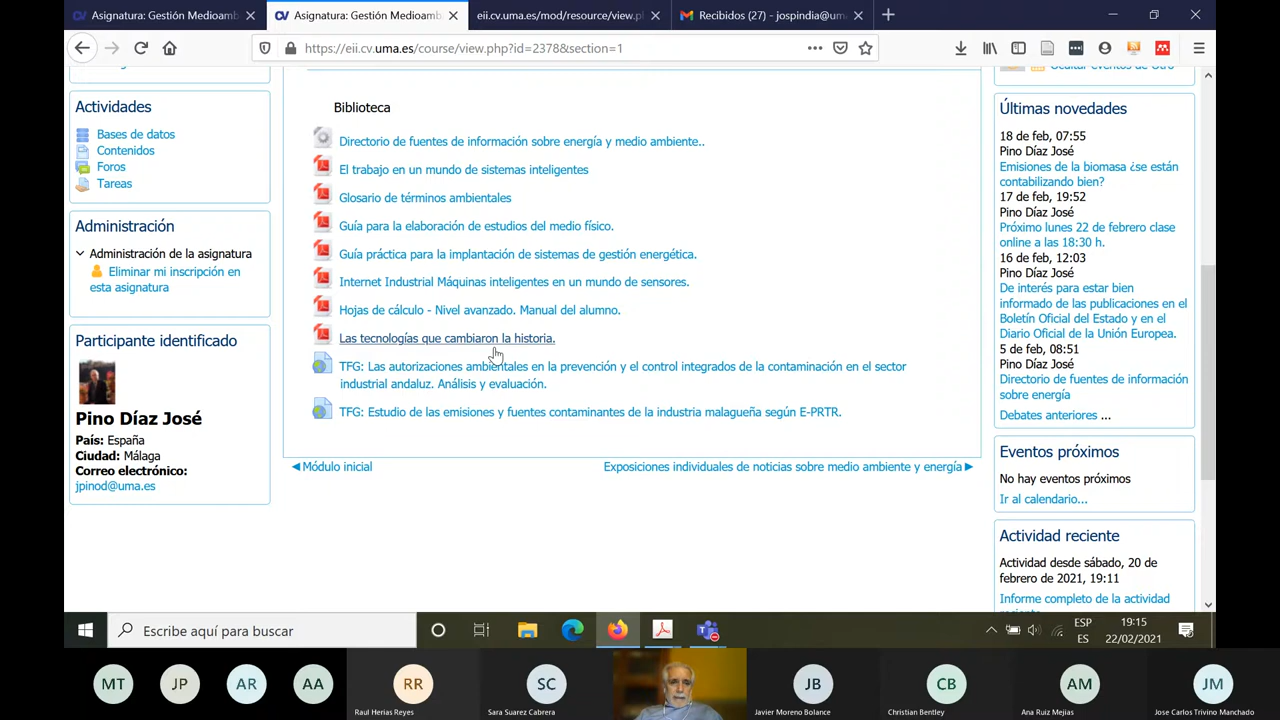 Asignatura: Gestión Medioamb
Asignatura: Gestión Medioamb
eii.cv.uma.es/mod/resource/view.p
Recibidos (27) - jospindia@uma
https://eii.cv.uma.es/course/view.php?id=2378&section=1
Actividades
Bases de datos
Contenidos
Foros
Tareas
Administración
Administración de la asignatura
Eliminar mi inscripción en
esta asignatura
Participante identificado
Pino Díaz José
País: España
Ciudad: Málaga
Correo electrónico:
jpinod@uma.es
Biblioteca
Directorio de fuentes de información sobre energía y medio ambiente..
El trabajo en un mundo de sistemas inteligentes
Glosario de términos ambientales
Guía para la elaboración de estudios del medio físico.
Guía práctica para la implantación de sistemas de gestión energética.
Internet Industrial Máquinas inteligentes en un mundo de sensores.
Hojas de cálculo - Nivel avanzado. Manual del alumno.
Las tecnologías que cambiaron la historia.
TFG: Las autorizaciones ambientales en la prevención y el control integrados de la contaminación en el sector
industrial andaluz. Análisis y evaluación.
TFG: Estudio de las emisiones y fuentes contaminantes de la industria malagueña según E-PRTR.
◄Módulo inicial
Exposiciones individuales de noticias sobre medio ambiente y energía►
Ocultar eventos de Otro
Últimas novedades
18 de feb, 07:55
Pino Díaz José
Emisiones de la biomasa ¿se están
contabilizando bien?
17 de feb, 19:52
Pino Díaz José
Próximo lunes 22 de febrero clase
online a las 18:30 h.
16 de feb, 12:03
Pino Díaz José
De interés para estar bien
informado de las publicaciones en el
Boletín Oficial del Estado y en el
Diario Oficial de la Unión Europea.
5 de feb, 08:51
Pino Díaz José
Directorio de fuentes de información
sobre energía
Debates anteriores ...
Eventos próximos
No hay eventos próximos
Ir al calendario...
Actividad reciente
Actividad desde sábado, 20 de
febrero de 2021, 19:11
Informe completo de la actividad
Escribe aquí para buscar
ESP
ES
19:15
22/02/2021
MT
JP
AR
AA
RR
Raul Herias Reyes
SC
Sara Suarez Cabrera
JB
Javier Moreno Bolance
CB
Christian Bentley
AM
Ana Ruiz Mejias
JM
Jose Carlos Trivino Manchado